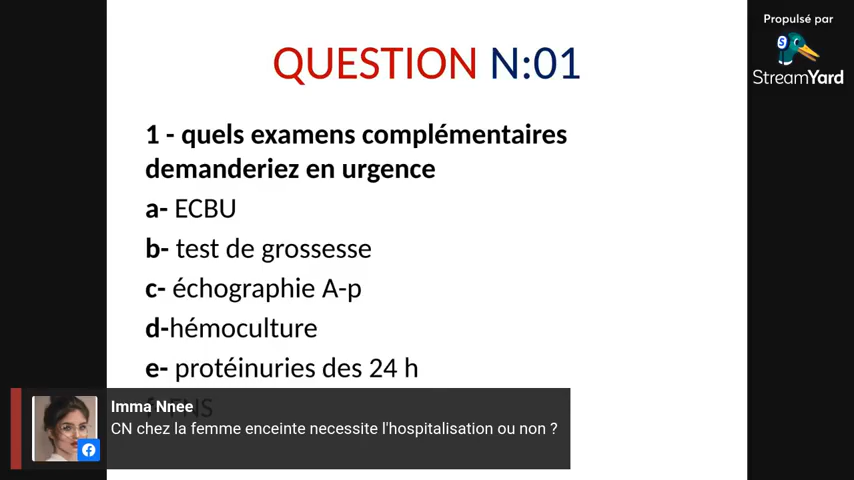 QUESTION N:01
Propulsé par
StreamYard
1 - quels examens complémentaires
demanderiez en urgence
a- ECBU
b- test de grossesse
c- échographie A-p
d-hémoculture
e- protéinuries des 24 h
FNS
Imma Nnee
CN chez la femme enceinte necessite l'hospitalisation ou non ?